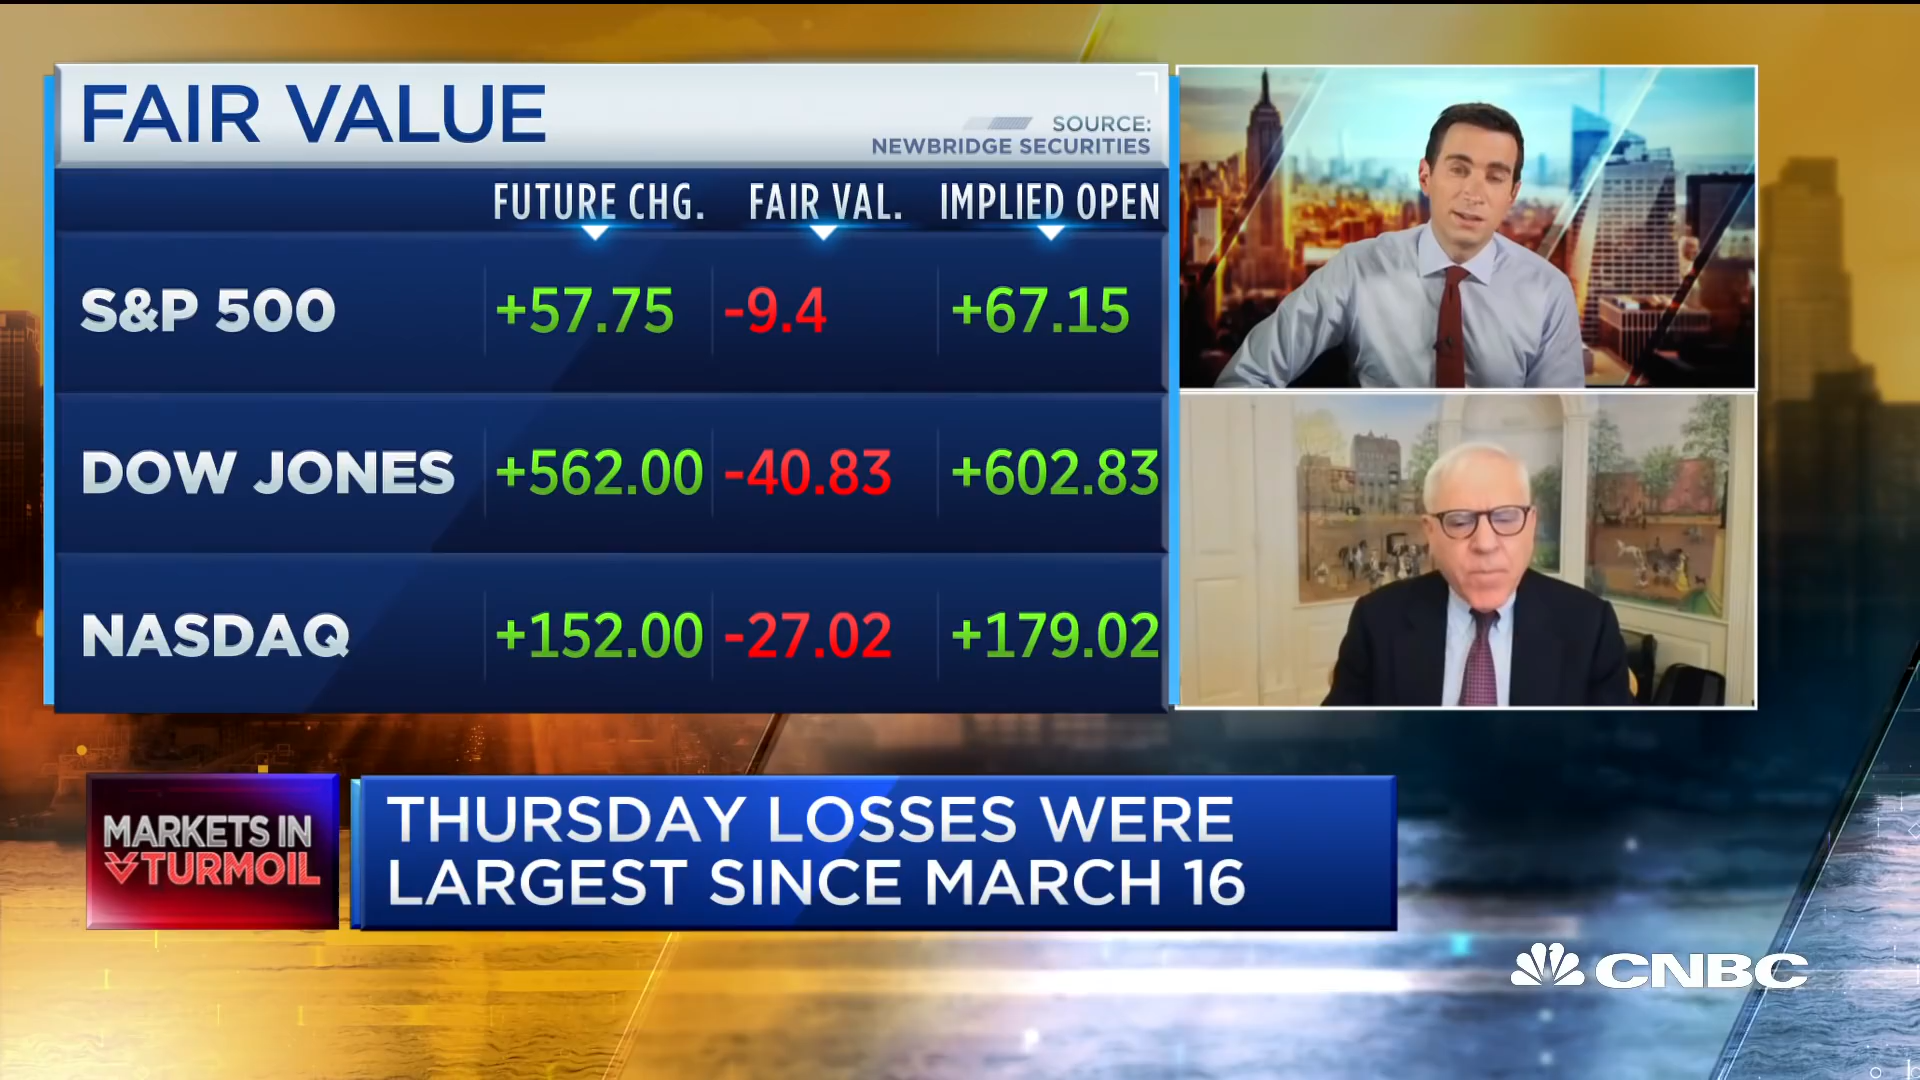 FAIR VALUE
SOURCE:
NEWBRIDGE SECURITIES
FUTURE CHG. FAIR VAL. IMPLIED OPEN
S&P 500 +57.75 -9.4 +67.15
DOW JONES +562.00 -40.83 +602.83
NASDAQ +152.00 -27.02 +179.02
MARKETS IN
TURMOIL
THURSDAY LOSSES WERE
LARGEST SINCE MARCH 16
CNBC